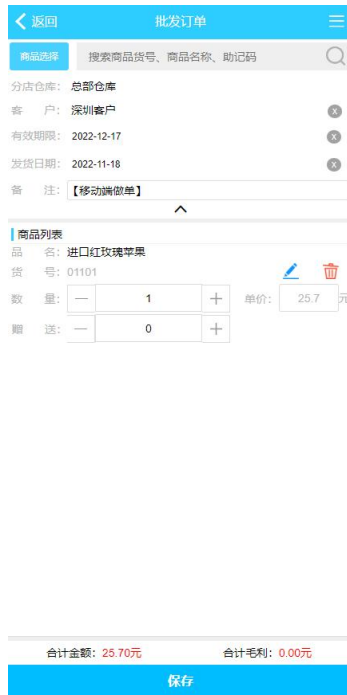 返回 批发订单
商品选择 搜索商品货号、商品名称、助记码
分店仓库: 总部仓库
客 户: 深圳客户
有效期限: 2022-12-17
发货日期: 2022-11-18
备 注: 【移动端做单】
商品列表
品 名: 进口红玫瑰苹果
货 号: 01101
数 量: — 1 + 单价: 25.7 元
赠 送: — 0 +
合计金额: 25.70元 合计毛利: 0.00元
保存